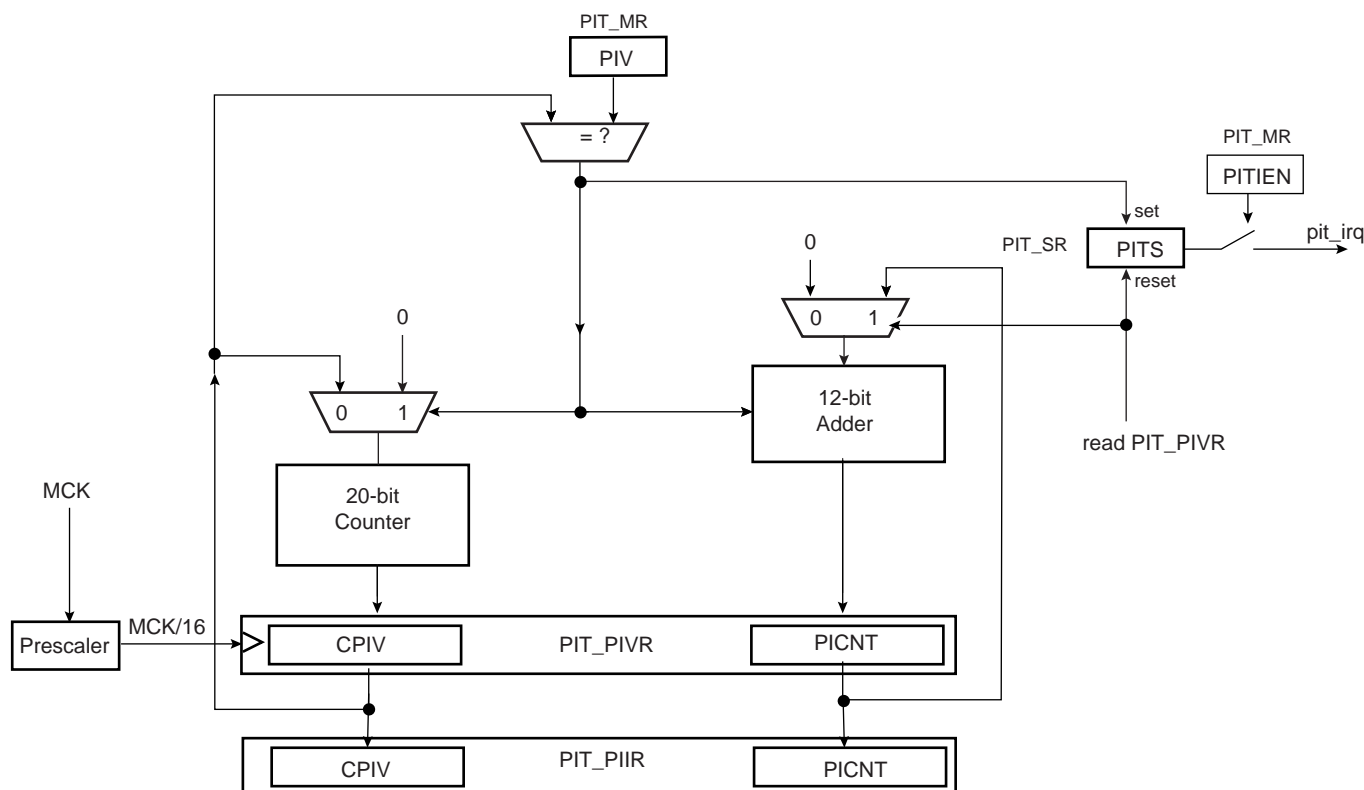 PIT_MR
PIV
= ?
PIT_MR
PITIEN
set
0
PIT_SR
PITS
pit_irq
reset
0
0 1
0
1
12-bit
Adder
read PIT_PIVR
MCK
20-bit
Counter
MCK/16
Prescaler
CPIV
PIT_PIVR
PICNT
CPIV
PIT_PIIR
PICNT